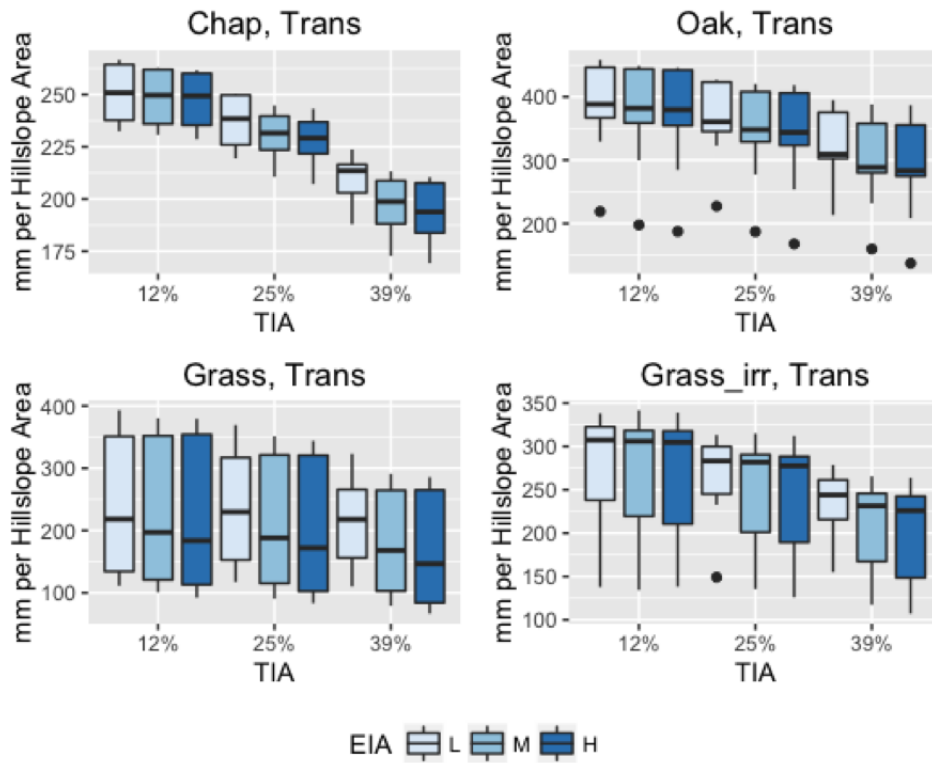 Chap, Trans
mm per Hillslope Area
250
225
200
175
12% 25% 39%
TIA
Oak, Trans
mm per Hillslope Area
400
300
200
12% 25% 39%
TIA
Grass, Trans
mm per Hillslope Area
400
300
200
100
12% 25% 39%
TIA
Grass_irr, Trans
mm per Hillslope Area
350
300
250
200
150
100
12% 25% 39%
TIA
EIA L M H